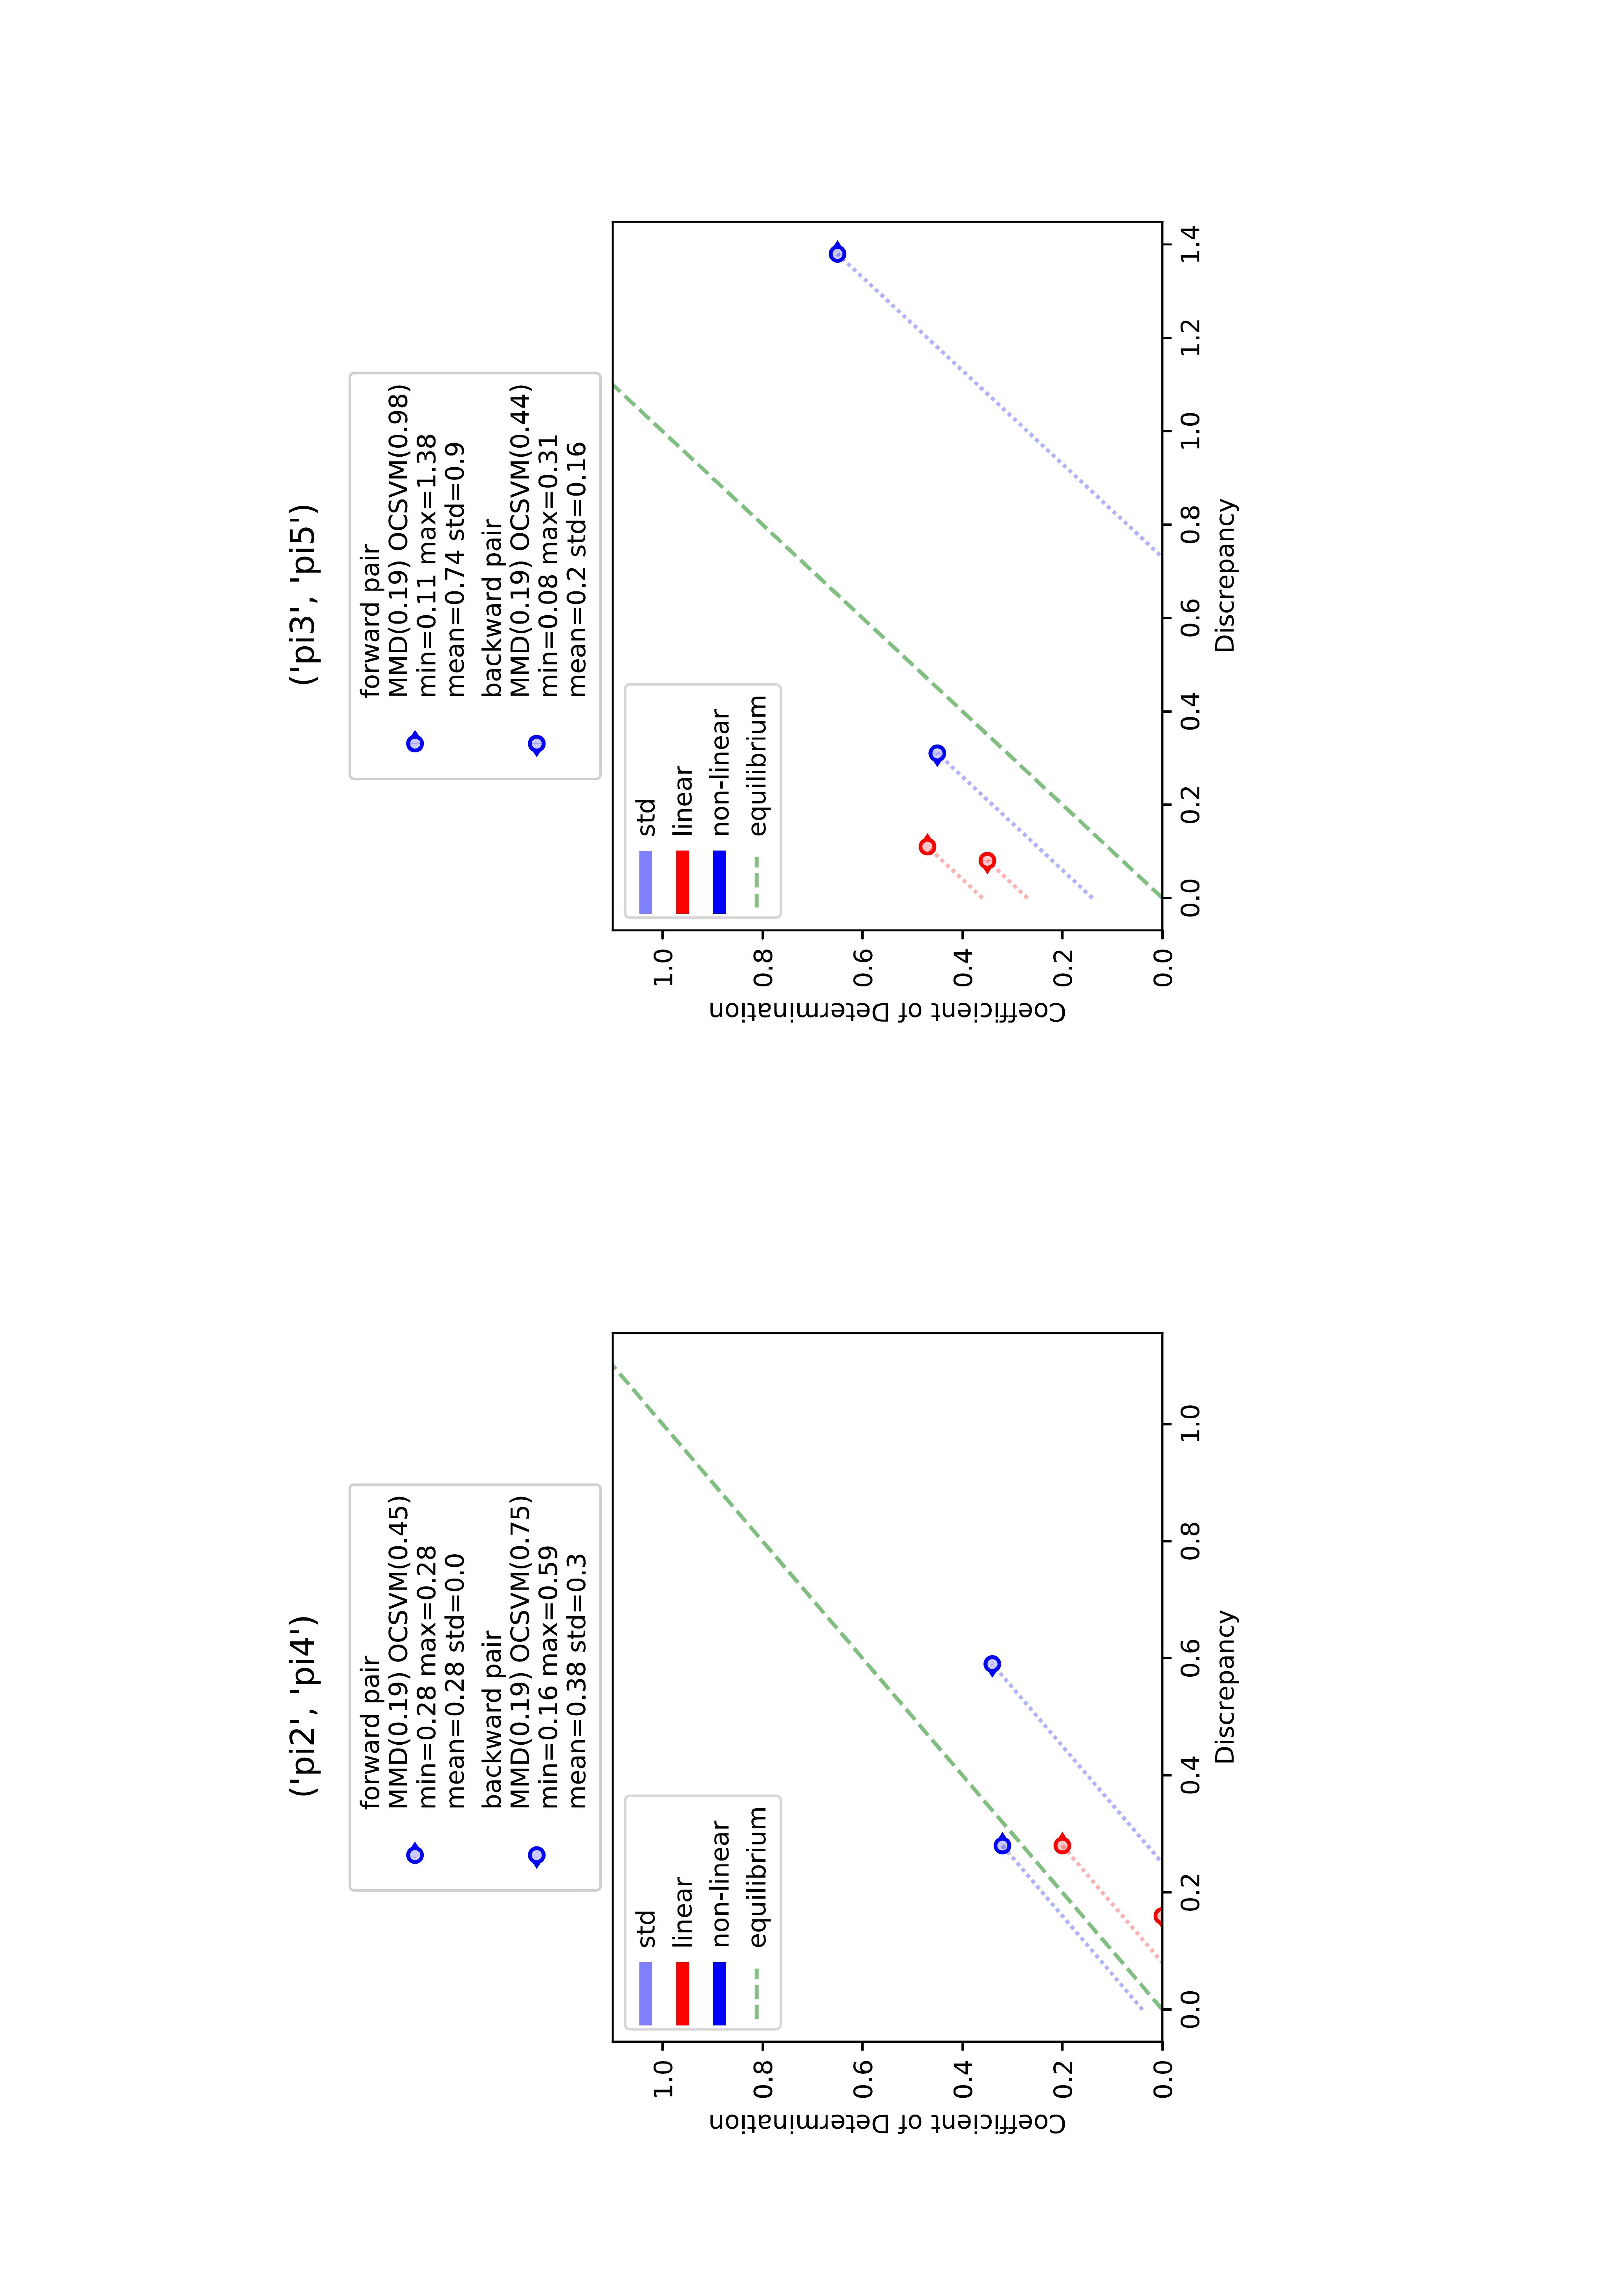 ('pi2', 'pi4')
forward pair
MMD(0.19) OCSVM(0.45)
min=0.28 max=0.28
mean=0.28 std=0.0
backward pair
MMD(0.19) OCSVM(0.75)
min=0.16 max=0.59
mean=0.38 std=0.3
std
linear
non-linear
equilibrium
Coefficient of Determination
1.0
0.8
0.6
0.4
0.2
0.0
0.0 0.2 0.4 0.6 0.8 1.0
Discrepancy
('pi3', 'pi5')
forward pair
MMD(0.19) OCSVM(0.98)
min=0.11 max=1.38
mean=0.74 std=0.9
backward pair
MMD(0.19) OCSVM(0.44)
min=0.08 max=0.31
mean=0.2 std=0.16
std
linear
non-linear
equilibrium
Coefficient of Determination
1.0
0.8
0.6
0.4
0.2
0.0
0.0 0.2 0.4 0.6 0.8 1.0 1.2 1.4
Discrepancy